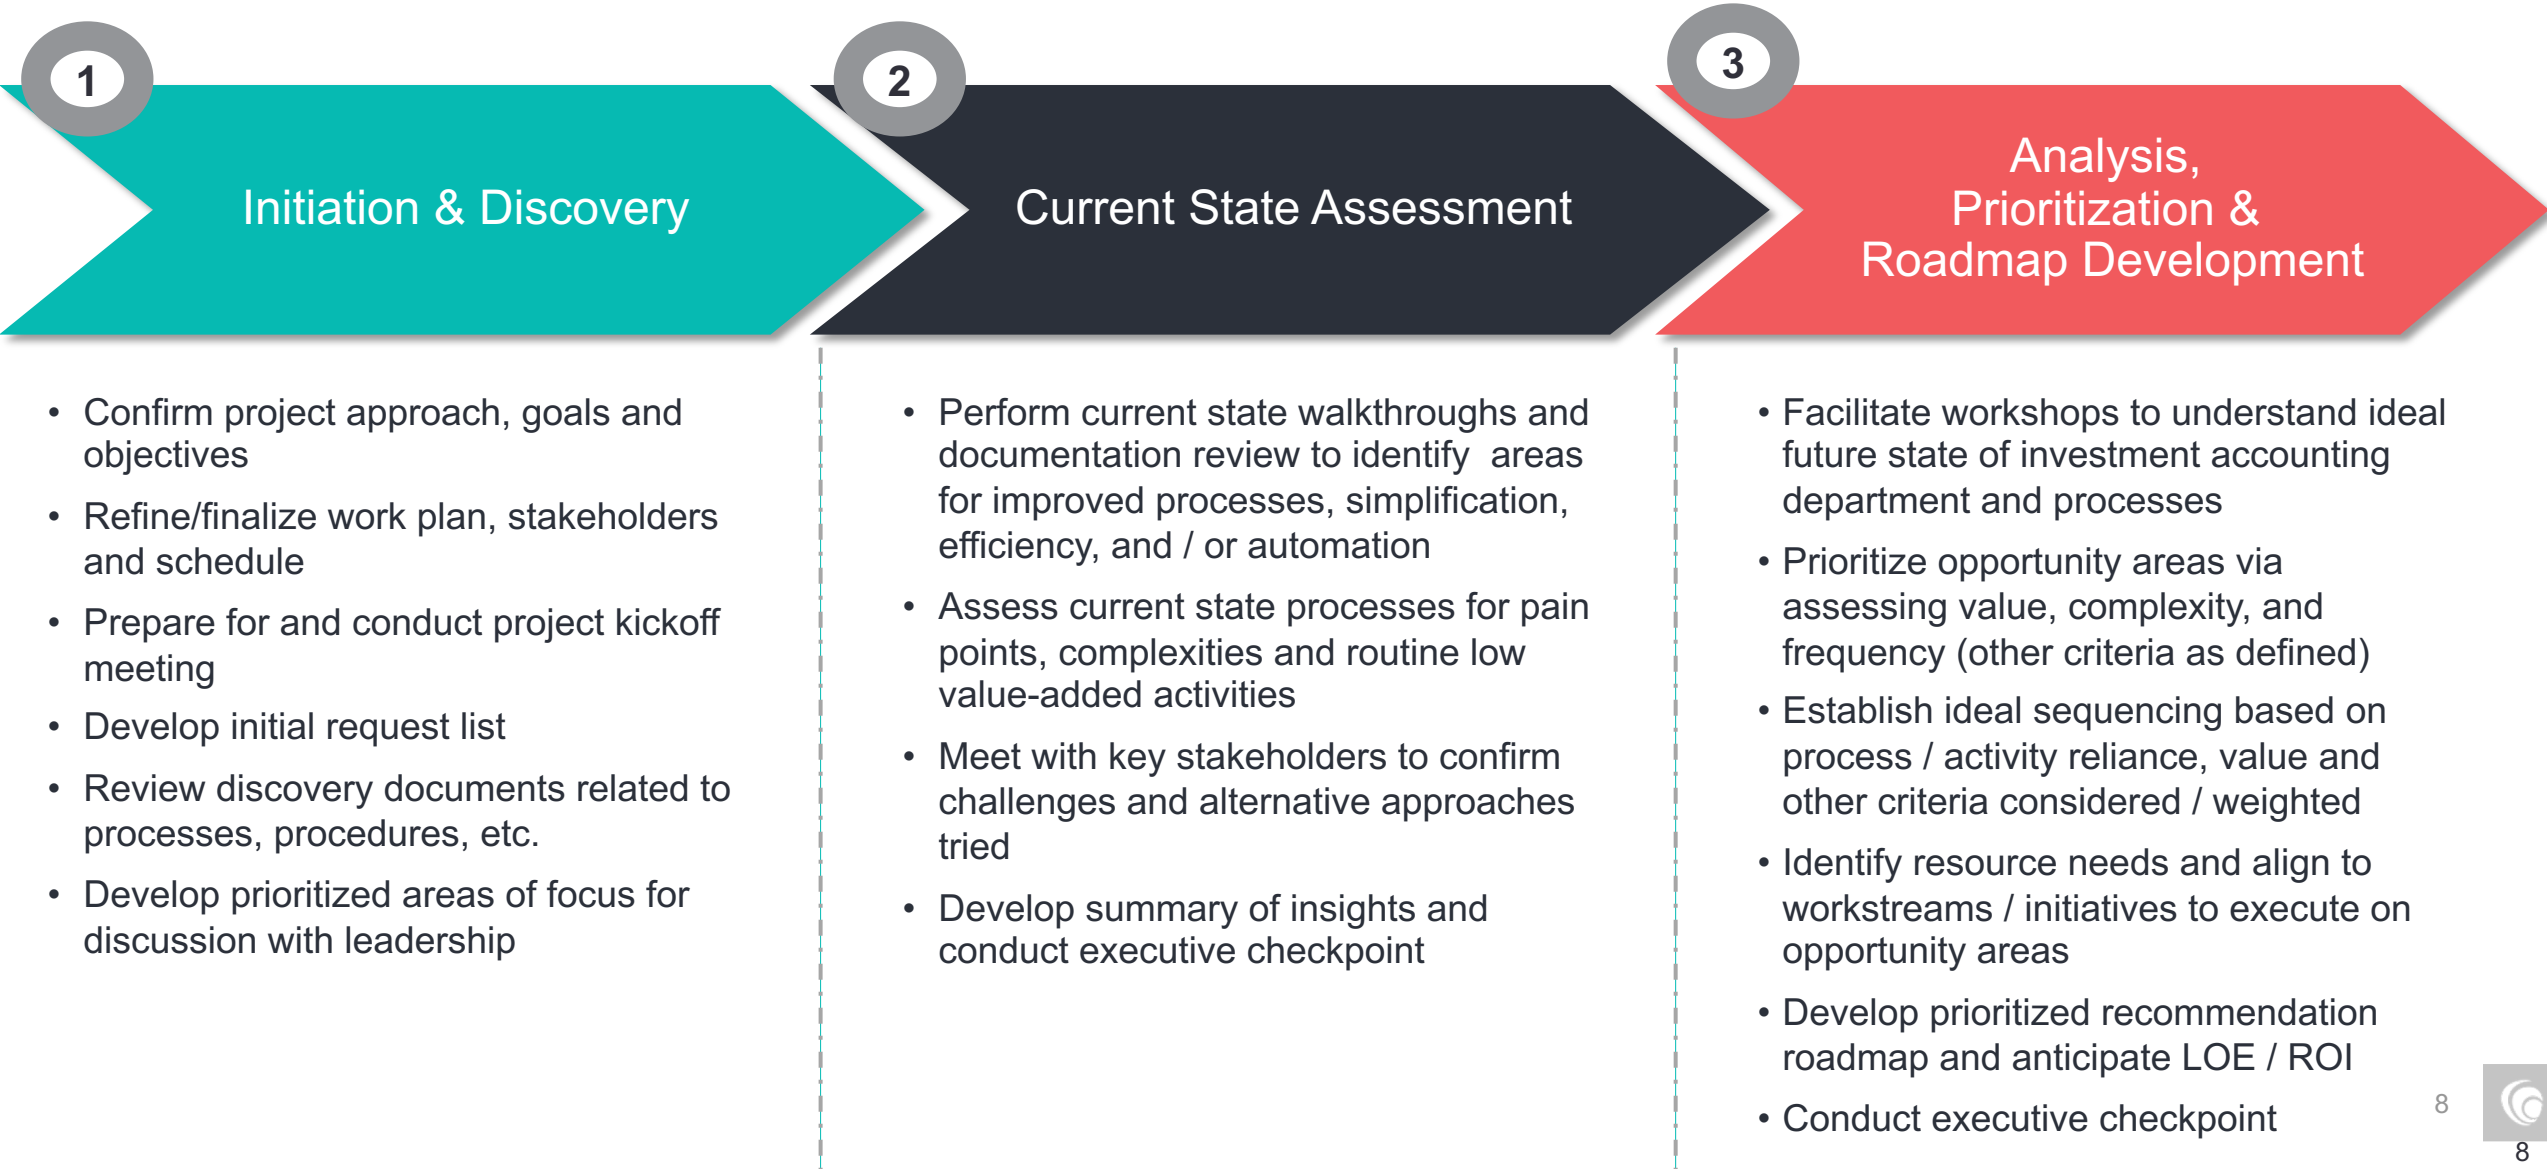 1
Initiation & Discovery
• Confirm project approach, goals and
objectives
• Refine/finalize work plan, stakeholders
and schedule
• Prepare for and conduct project kickoff
meeting
• Develop initial request list
• Review discovery documents related to
processes, procedures, etc.
• Develop prioritized areas of focus for
discussion with leadership
2
Current State Assessment
• Perform current state walkthroughs and
documentation review to identify  areas
for improved processes, simplification,
efficiency, and / or automation
• Assess current state processes for pain
points, complexities and routine low
value-added activities
• Meet with key stakeholders to confirm
challenges and alternative approaches
tried
• Develop summary of insights and
conduct executive checkpoint
3
Analysis,
Prioritization &
Roadmap Development
• Facilitate workshops to understand ideal
future state of investment accounting
department and processes
• Prioritize opportunity areas via
assessing value, complexity, and
frequency (other criteria as defined)
• Establish ideal sequencing based on
process / activity reliance, value and
other criteria considered / weighted
• Identify resource needs and align to
workstreams / initiatives to execute on
opportunity areas
• Develop prioritized recommendation
roadmap and anticipate LOE / ROI
• Conduct executive checkpoint
8
8